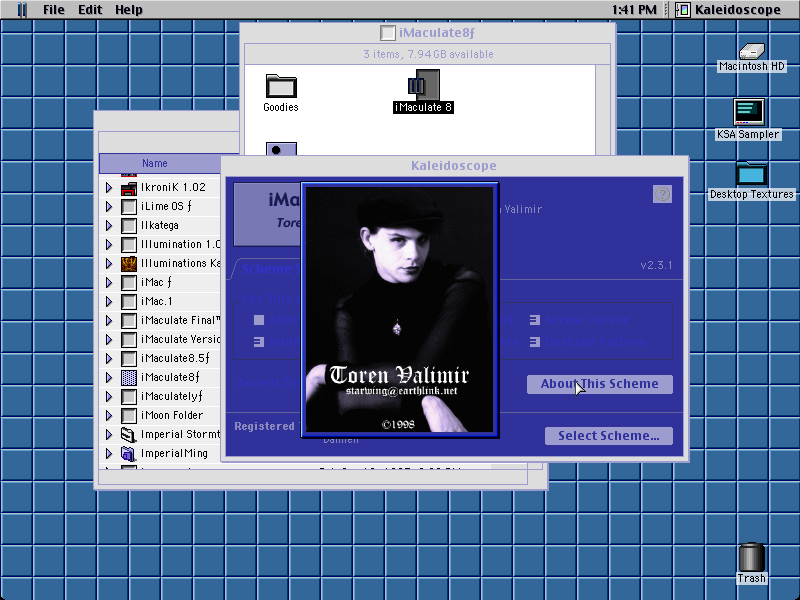 File Edit Help
1:41 PM
Kaleidoscope
iMaculate8ƒ
3 items, 7.94 GB available
Goodies
iMaculate 8
Macintosh HD
KSA Sampler
Desktop Textures
Trash
Name
IkroniK 1.02
iLime OS ƒ
Ilkatega
Illumination 1.0
Illuminations Ka
iMac ƒ
iMac.1
iMaculate Final™
iMaculate Versio
iMaculate8.5ƒ
iMaculate8ƒ
iMaculatelyƒ
iMoon Folder
Imperial Stormt
ImperialMing
Kaleidoscope
iMa
Tore
Valimir
v2.3.1
Scheme
About This Scheme
Registered
Damien
Select Scheme...
Toren Valimir
starwing@earthlink.net
©1998